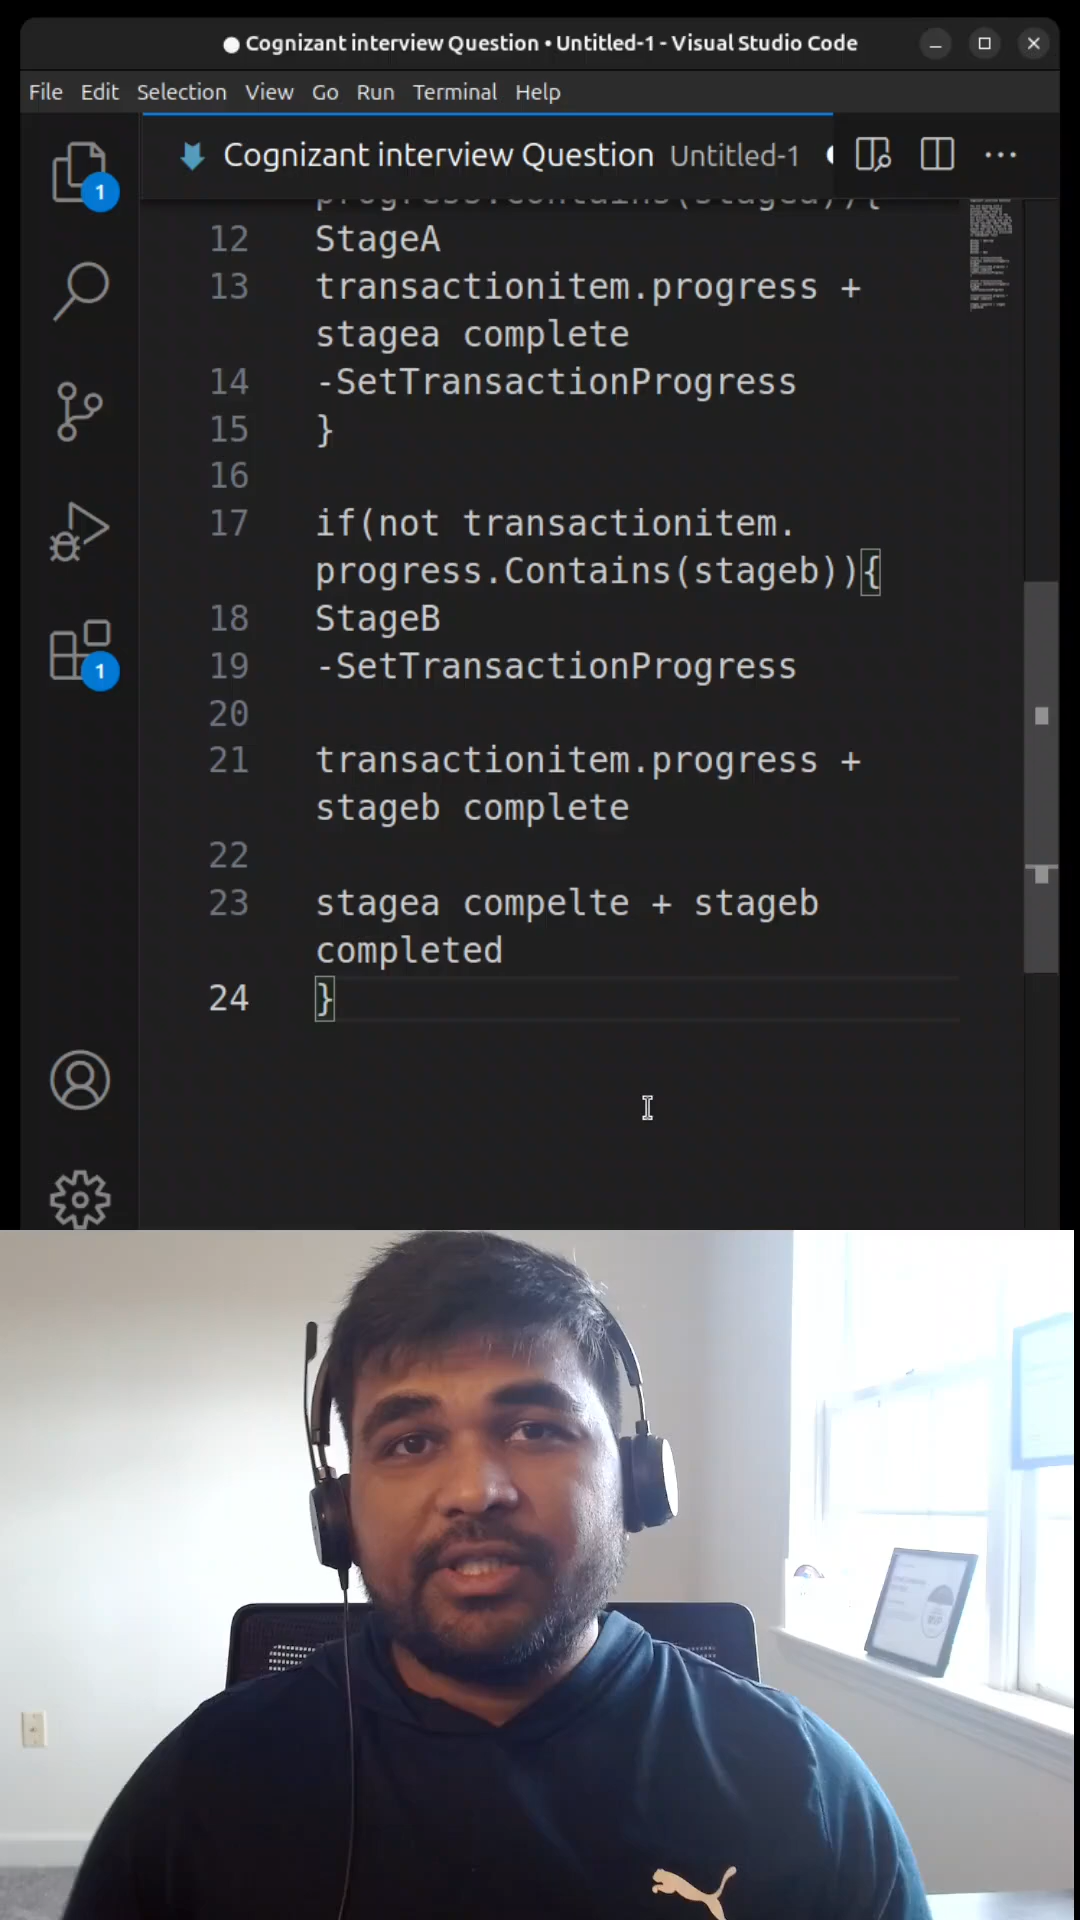 Cognizant interview Question • Untitled-1 - Visual Studio Code
File Edit Selection View Go Run Terminal Help
Cognizant interview Question Untitled-1
1
progress.Contains(stagea)){
12 StageA
13 transactionitem.progress +
stagea complete
14 -SetTransactionProgress
15 }
16
17 if(not transactionitem.
progress.Contains(stageb)){
18 StageB
19 -SetTransactionProgress
1
20
21 transactionitem.progress +
stageb complete
22
23 stagea compelte + stageb
completed
24 }